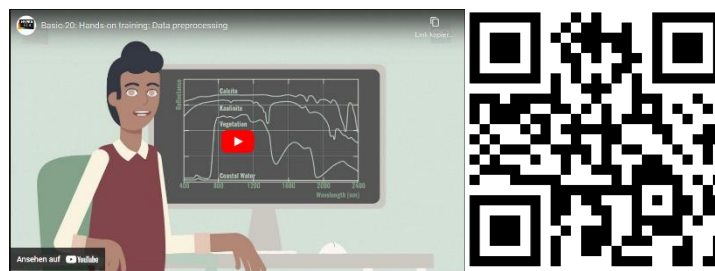 Basic-20: Hands-on training: Data preprocessing
Link kopier...
Reflectance
Calcite
Kaolinite
Vegetation
Coastal Water
400 800 1200 1600 2000 2400
Wavelength (nm)
Ansehen auf YouTube